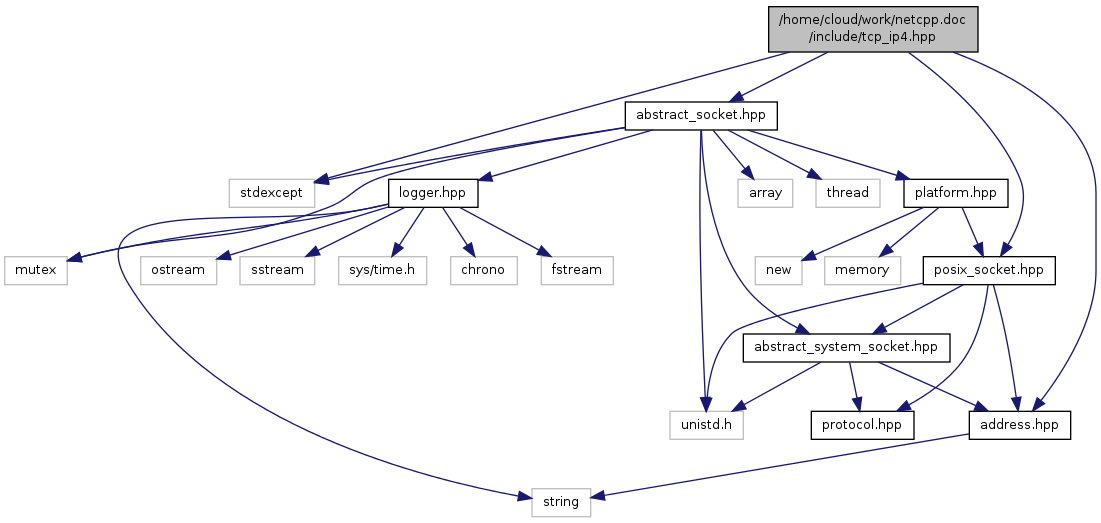 /home/cloud/work/netcpp.doc
/include/tcp_ip4.hpp
abstract_socket.hpp
stdexcept
logger.hpp
array
thread
platform.hpp
mutex
ostream
sstream
sys/time.h
chrono
fstream
new
memory
posix_socket.hpp
abstract_system_socket.hpp
unistd.h
protocol.hpp
address.hpp
string